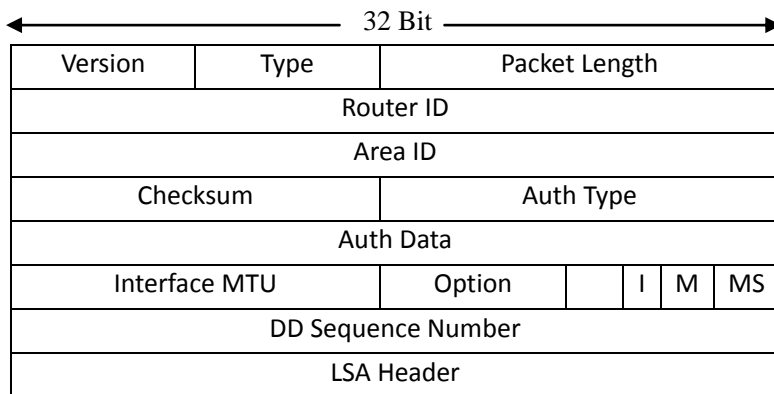 32 Bit
Version Type Packet Length
Router ID
Area ID
Checksum Auth Type
Auth Data
Interface MTU Option I M MS
DD Sequence Number
LSA Header